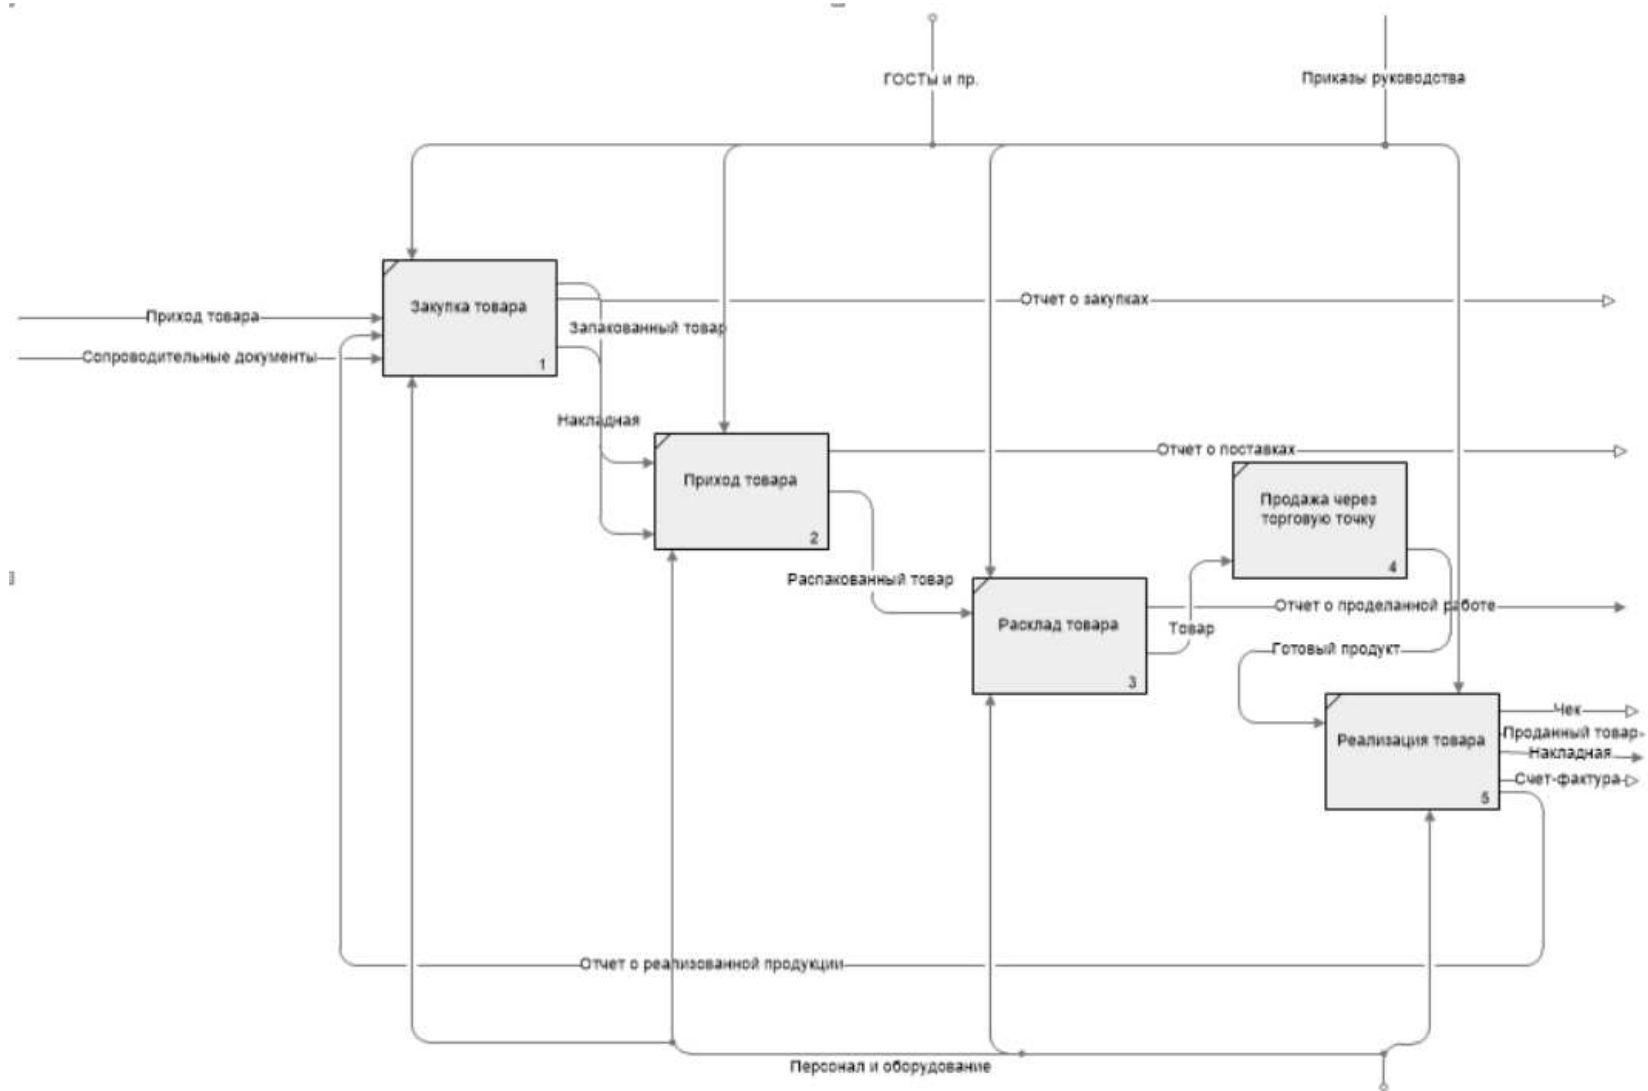 ГОСТы и пр.
Приказы руководства
Закупка товара
1
Приход товара
Сопроводительные документы
Отчет о закупках
Запакованный товар
Накладная
Приход товара
2
Отчет о поставках
Продажа через
торговую точку
4
Распакованный товар
Расклад товара
3
Отчет о проделанной работе
Товар
Готовый продукт
Реализация товара
5
Чек
Проданный товар
Накладная
Счет-фактура
Отчет о реализованной продукции
Персонал и оборудование